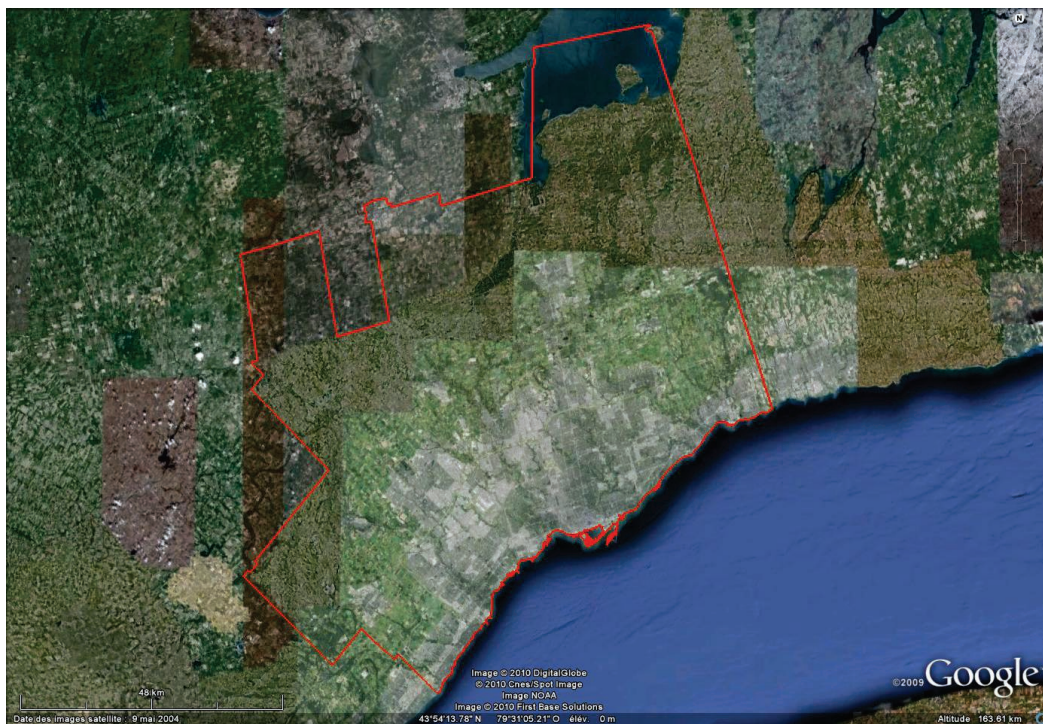 N
Image © 2010 DigitalGlobe
© 2010 Cnes/Spot Image
Image NOAA
Image © 2010 First Base Solutions
©2009 Google
48 km
Date des images satellite : 9 mai 2004
43°54'13.78" N 79°31'05.21" O élév. 0 m
Altitude 163.61 km